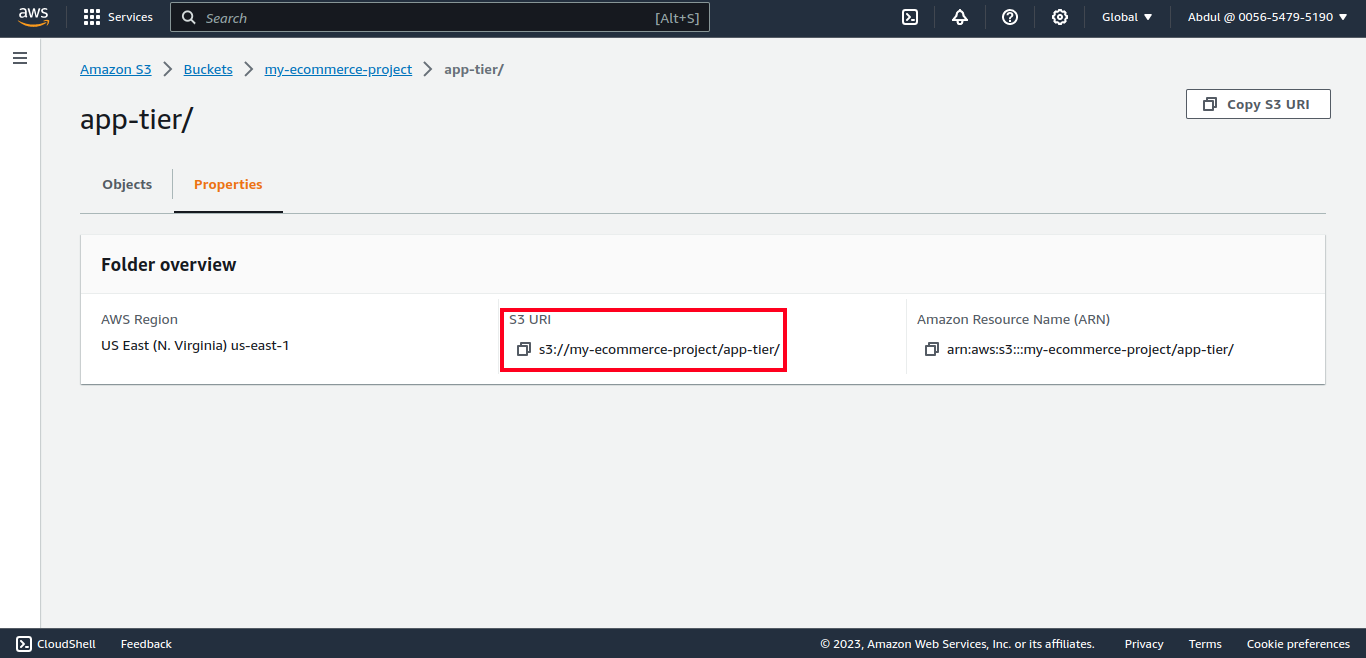 aws Services Search [Alt+S] Global Abdul @ 0056-5479-5190
Amazon S3 Buckets my-ecommerce-project app-tier/
app-tier/
Copy S3 URI
Objects Properties
Folder overview
AWS Region
US East (N. Virginia) us-east-1
S3 URI
s3://my-ecommerce-project/app-tier/
Amazon Resource Name (ARN)
arn:aws:s3:::my-ecommerce-project/app-tier/
CloudShell Feedback © 2023, Amazon Web Services, Inc. or its affiliates. Privacy Terms Cookie preferences